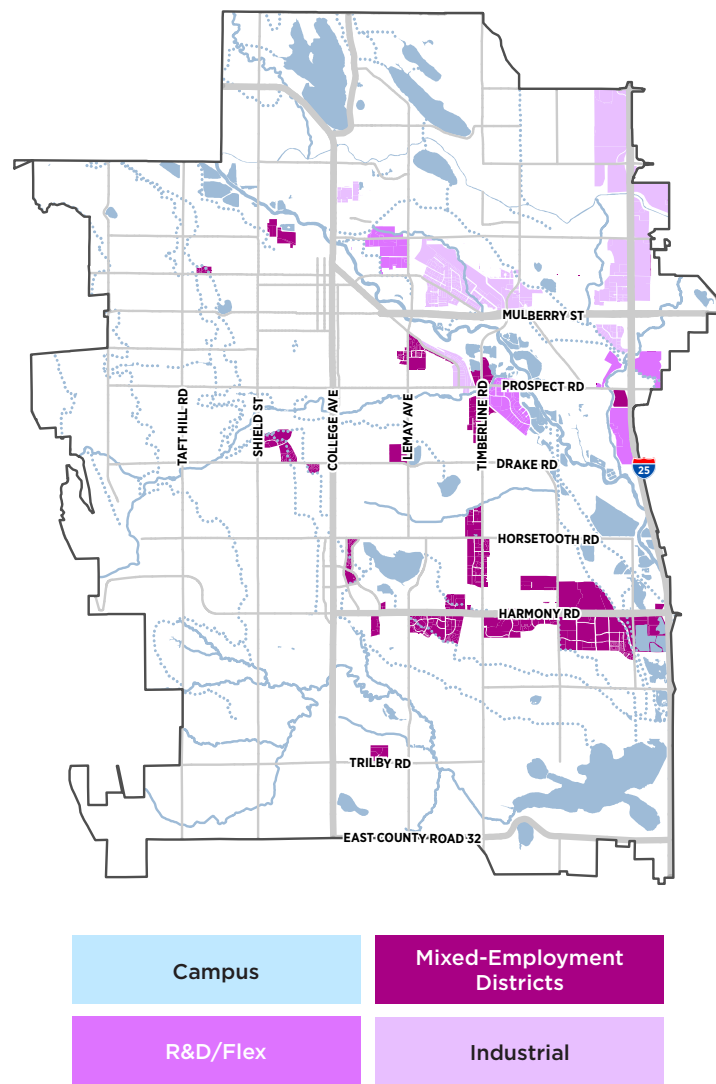 MULBERRY ST
PROSPECT RD
TAFT HILL RD
SHIELD ST
COLLEGE AVE
LEMAY AVE
TIMBERLINE RD
DRAKE RD
25
HORSETOOTH RD
HARMONY RD
TRILBY RD
EAST COUNTY ROAD 32
Campus
Mixed-Employment
Districts
R&D/Flex
Industrial